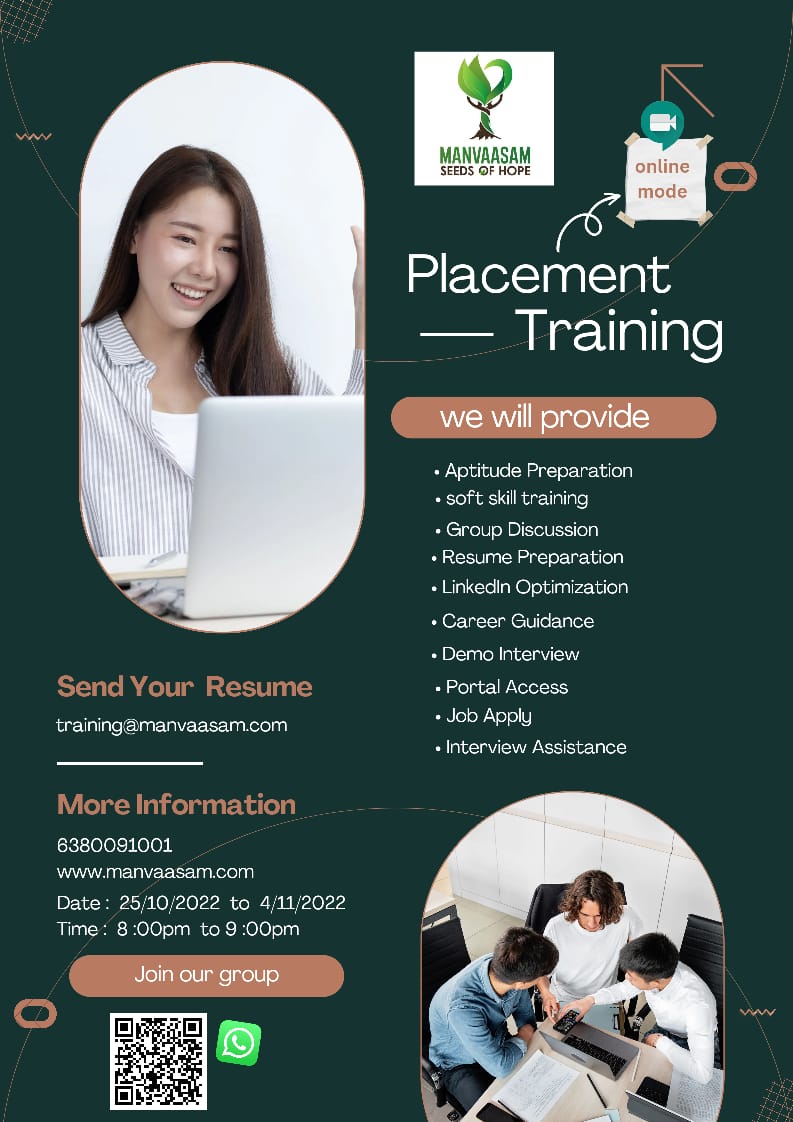 MANVAASAM
SEEDS OF HOPE
online
mode
Placement
Training
we will provide
• Aptitude Preparation
• soft skill training
• Group Discussion
• Resume Preparation
• LinkedIn Optimization
• Career Guidance
• Demo Interview
• Portal Access
• Job Apply
• Interview Assistance
Send Your Resume
training@manvaasam.com
More Information
6380091001
www.manvaasam.com
Date : 25/10/2022 to 4/11/2022
Time : 8 :00pm to 9 :00pm
Join our group